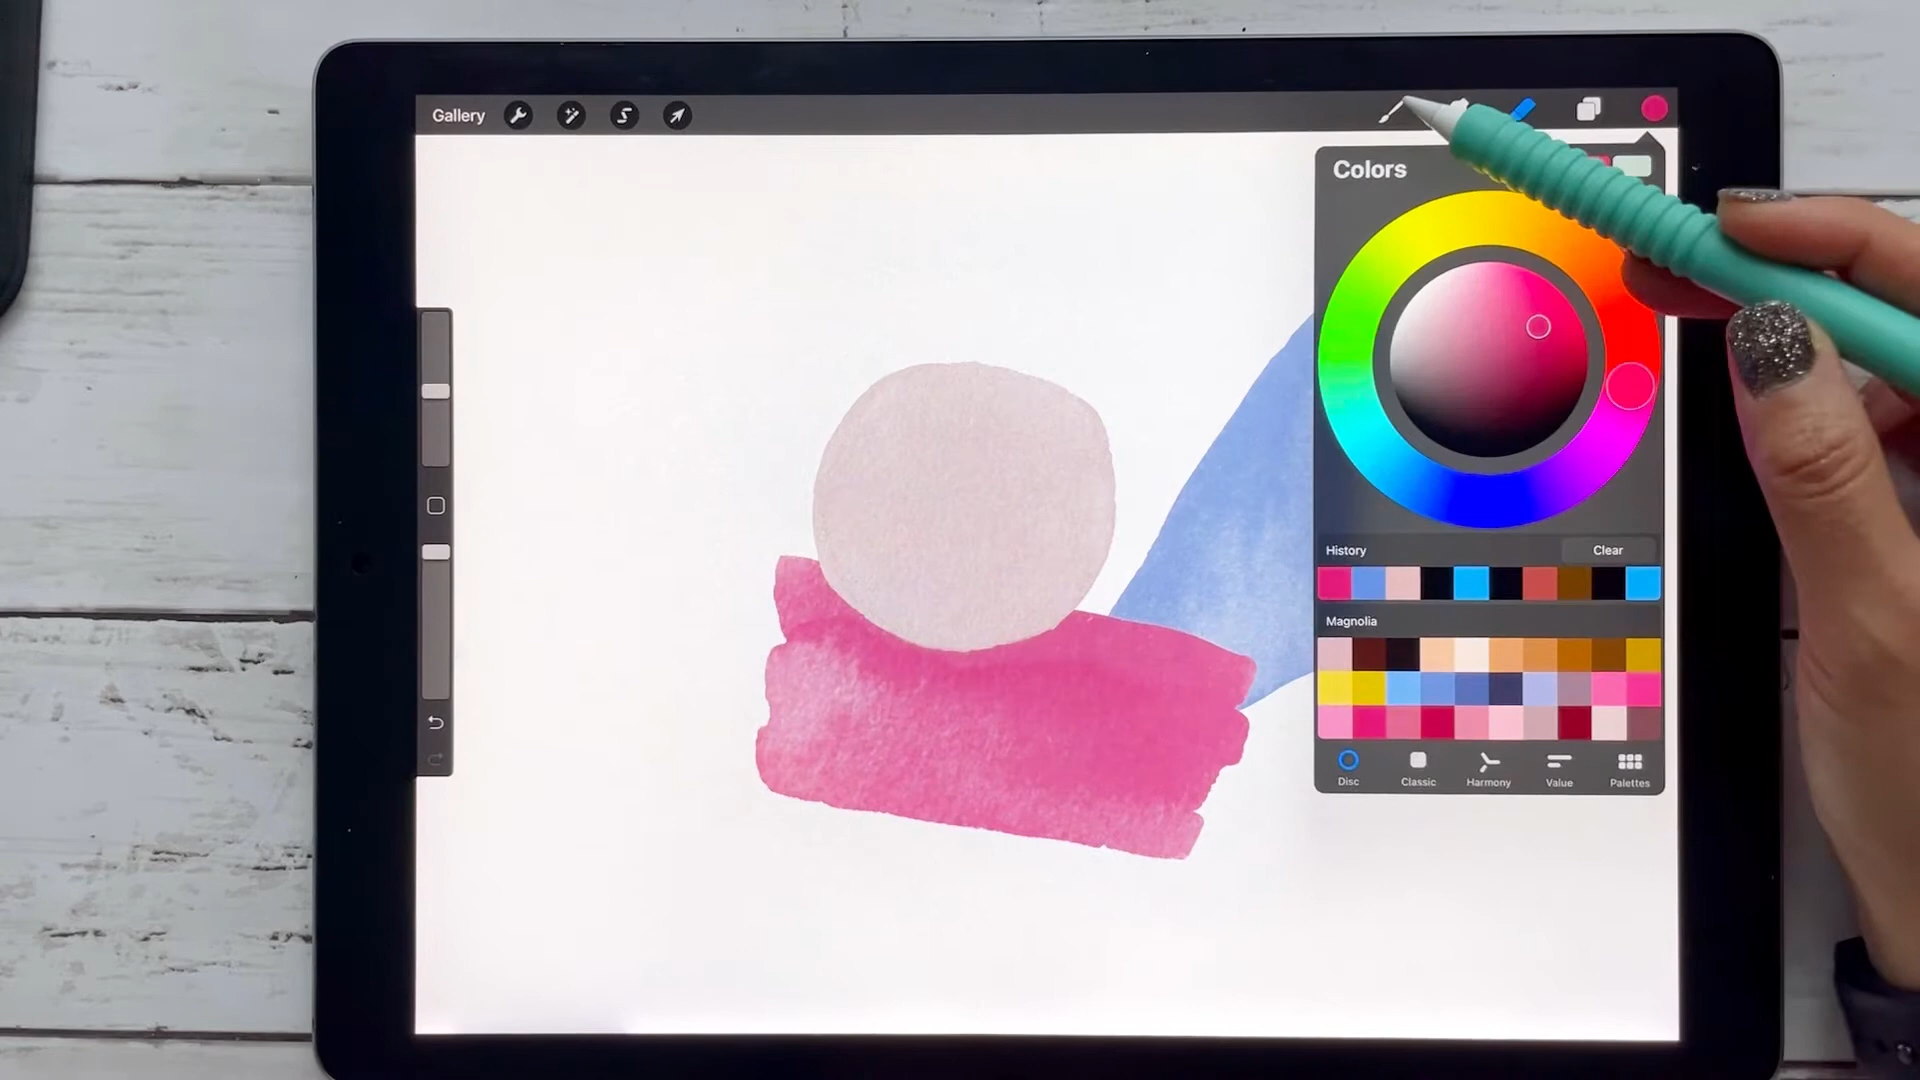 Gallery
Colors
History
Clear
Magnolia
Disc
Classic
Harmony
Value
Palettes